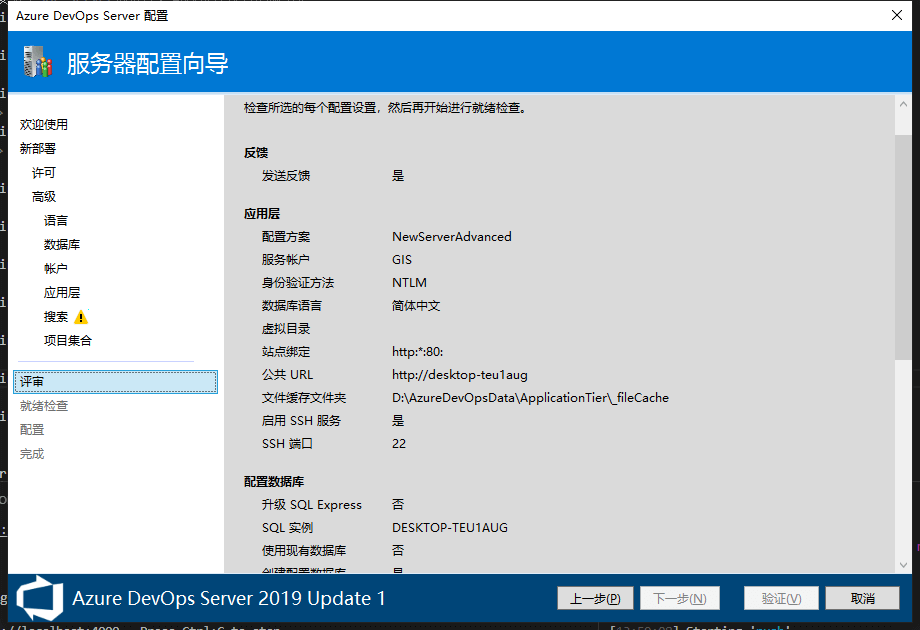 Azure DevOps Server 配置
服务器配置向导
欢迎使用
新部署
许可
高级
语言
数据库
帐户
应用层
搜索
项目集合
评审
就绪检查
配置
完成
检查所选的每个配置设置，然后再开始进行就绪检查。
反馈
发送反馈 是
应用层
配置方案 NewServerAdvanced
服务帐户 GIS
身份验证方法 NTLM
数据库语言 简体中文
虚拟目录
站点绑定 http:*:80:
公共 URL http://desktop-teu1aug
文件缓存文件夹 D:\AzureDevOpsData\ApplicationTier\_fileCache
启用 SSH 服务 是
SSH 端口 22
配置数据库
升级 SQL Express 否
SQL 实例 DESKTOP-TEU1AUG
使用现有数据库 否
创建配置数据库 是
Azure DevOps Server 2019 Update 1
上一步(P) 下一步(N) 验证(V) 取消